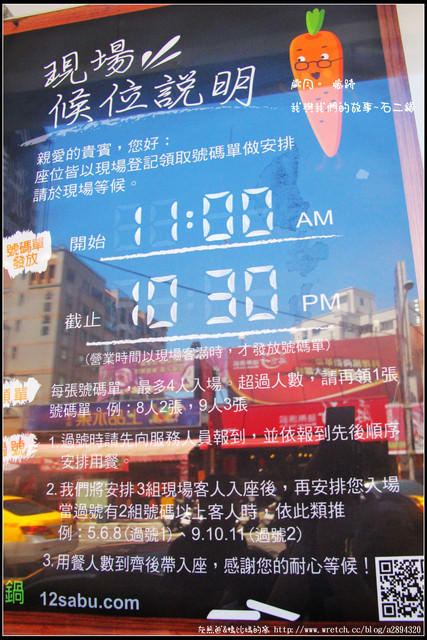 現場
候位說明
我與我們的故事~石二鍋
親愛的貴賓，您好：
座位皆以現場登記領取號碼單做安排
請於現場等候。
號碼單
發放
開始 11:00 AM
截止 10 30 PM
(營業時間以現場客滿時，才發放號碼單)
每張號碼單，最多4人入場。超過人數，請再領1張
號碼單。例：8人2張，9人3張
1.過號時請先向服務人員報到，並依報到先後順序
安排用餐。
2.我們將安排3組現場客人入座後，再安排您入場
當過號有2組號碼以上客人時，依此類推
例：5.6.8(過號1)、9.10.11(過號2)
3.用餐人數到齊後帶入座，感謝您的耐心等候！
鍋 12sabu.com
http://www.wretch.cc/blog/a2894320